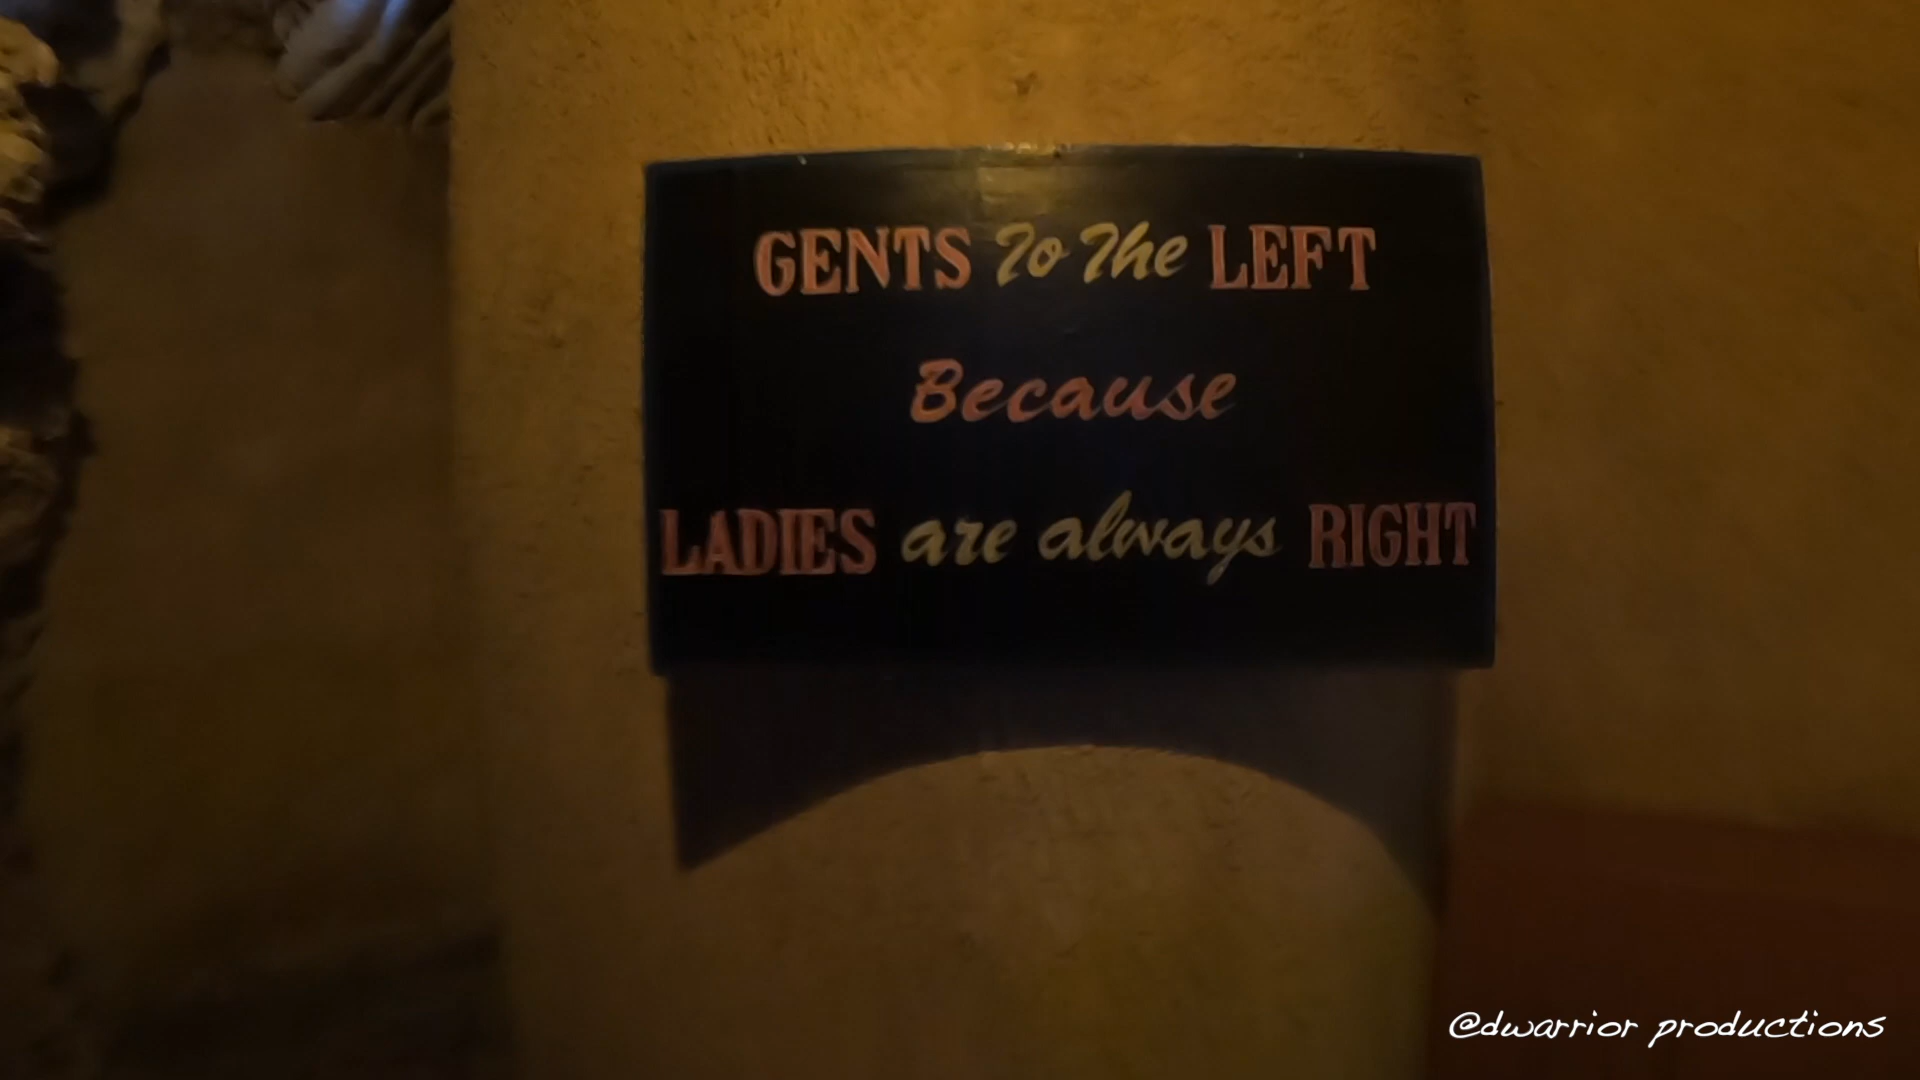 GENTS To The LEFT
Because
LADIES are always RIGHT
@dwarrior productions